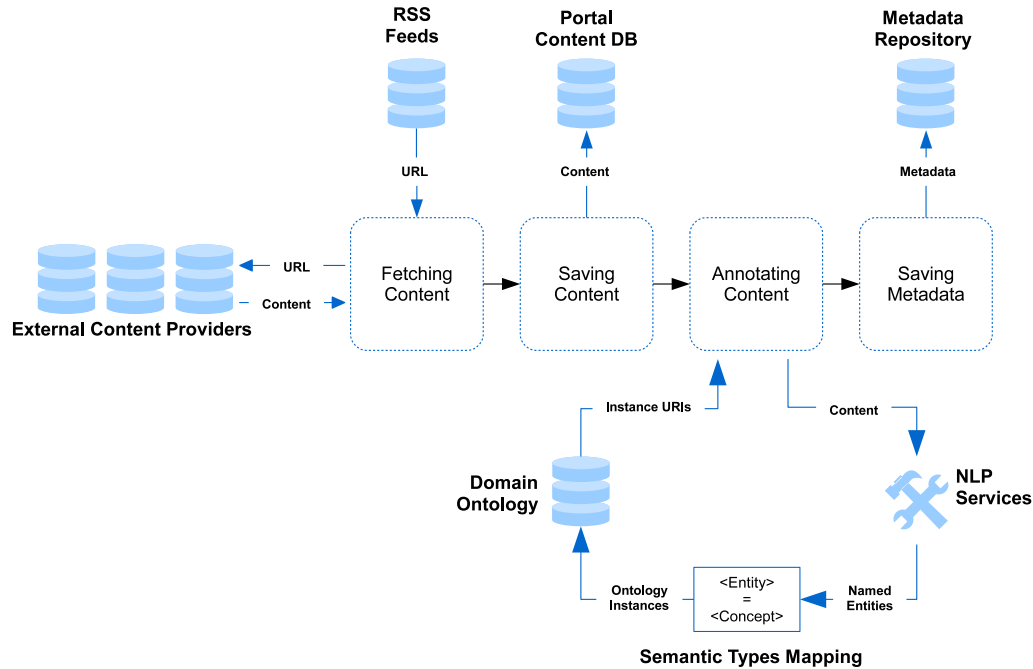 RSS
Feeds
Portal
Content DB
Metadata
Repository
URL
Content
Metadata
URL
Content
External Content Providers
Fetching
Content
Saving
Content
Annotating
Content
Saving
Metadata
Instance URIs
Content
Domain
Ontology
NLP
Services
Ontology
Instances
<Entity>
=
<Concept>
Named
Entities
Semantic Types Mapping